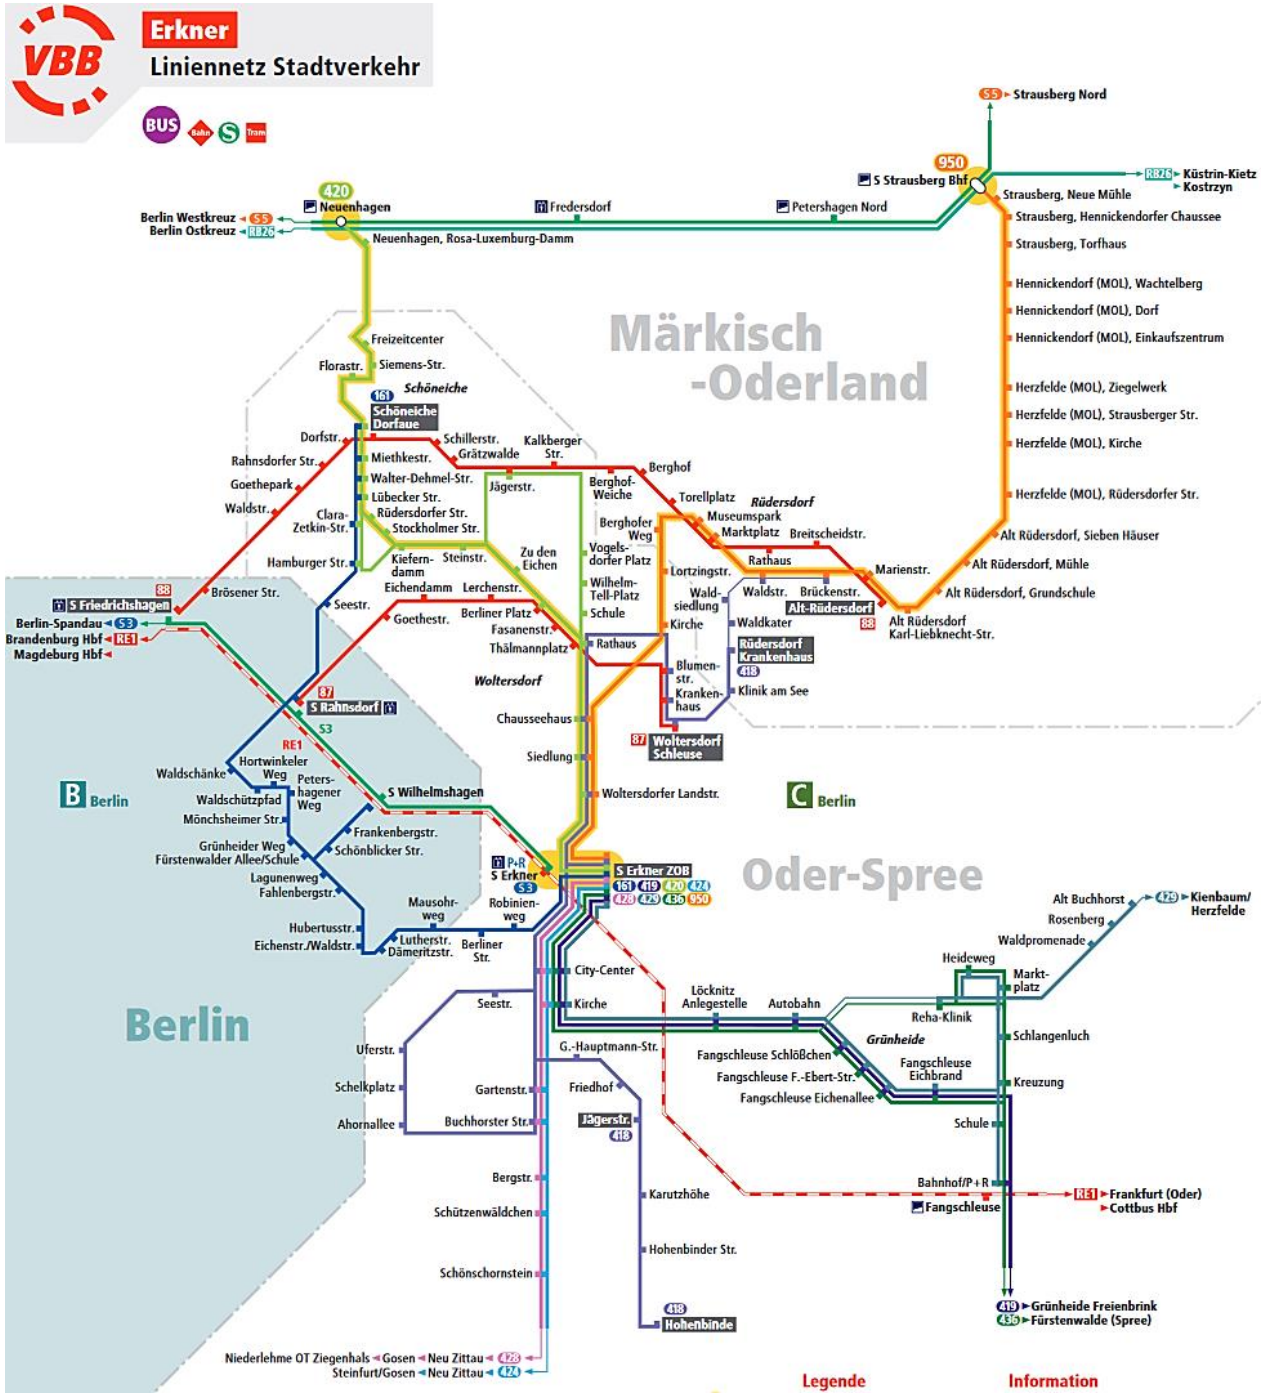 VBB
Erkner
Liniennetz Stadtverkehr
BUS
Bahn
S
Tram
S5
Strausberg Nord
950
S Strausberg Bhf
RB26
Küstrin-Kietz
Kostrzyn
420
Neuenhagen
Fredersdorf
Petershagen Nord
Strausberg, Neue Mühle
Berlin Westkreuz
S5
Berlin Ostkreuz
RB26
Strausberg, Hennickendorfer Chaussee
Neuenhagen, Rosa-Luxemburg-Damm
Strausberg, Torfhaus
Hennickendorf (MOL), Wachtelberg
Hennickendorf (MOL), Dorf
Hennickendorf (MOL), Einkaufszentrum
Märkisch
-Oderland
Freizeitcenter
Florastr.
Siemens-Str.
Schöneiche
161
Schöneiche
Dorfaue
Herzfelde (MOL), Ziegelwerk
Herzfelde (MOL), Strausberger Str.
Herzfelde (MOL), Kirche
Herzfelde (MOL), Rüdersdorfer Str.
Dorfstr.
Schillerstr.
Grätzwalde
Kalkberger
Str.
Rahnsdorfer Str.
Miethkestr.
Berghof
Goethepark
Walter-Dehmel-Str.
Jägerstr.
Berghof-
Weiche
Waldstr.
Lübecker Str.
Torellplatz
Rüdersdorf
Clara-
Zetkin-Str.
Rüdersdorfer Str.
Stockholmer Str.
Berghofer
Weg
Museumspark
Marktplatz
Breitscheidstr.
Alt Rüdersdorf, Sieben Häuser
Hamburger Str.
Kiefern-
damm
Steinstr.
Zu den
Eichen
Vogels-
dorfer Platz
Rathaus
Lortzingstr.
Marienstr.
Alt Rüdersdorf, Mühle
Eichendamm
Lerchenstr.
Wilhelm-
Tell-Platz
Wald-
siedlung
Waldstr.
Brückenstr.
Alt Rüdersdorf, Grundschule
88
S Friedrichshagen
Brösener Str.
Seestr.
Goethestr.
Berliner Platz
Schule
Alt-Rüdersdorf
88
Alt Rüdersdorf
Karl-Liebknecht-Str.
Berlin-Spandau
S3
Brandenburg Hbf
RE1
Magdeburg Hbf
Fasanenstr.
Thälmannplatz
Kirche
Waldkater
Rathaus
Rüdersdorf
Krankenhaus
418
Woltersdorf
Blumen-
str.
Kranken-
haus
Klinik am See
87
S Rahnsdorf
S3
RE1
Chausseehaus
87
Woltersdorf
Schleuse
Siedlung
Hortwinkeler
Weg
Waldschänke
Peters-
hagener
Weg
Waldschützpfad
S Wilhelmshagen
Woltersdorfer Landstr.
B
Berlin
C
Berlin
Mönchsheimer Str.
Frankenbergstr.
Grünheider Weg
Schönblicker Str.
Fürstenwalder Allee/Schule
P+R
S Erkner
S3
S Erkner ZOB
161
419
420
424
428
429
436
950
Oder-Spree
Lagunenweg
Fahlenbergstr.
Mausohr-
weg
Robinien-
weg
Hubertusstr.
Eichenstr./Waldstr.
Lutherstr.
Dämeritzstr.
Berliner
Str.
Alt Buchhorst
429
Kienbaum/
Herzfelde
Rosenberg
Waldpromenade
Heideweg
Markt-
platz
City-Center
Seestr.
Kirche
Löcknitz
Anlegestelle
Autobahn
Reha-Klinik
Berlin
Uferstr.
G.-Hauptmann-Str.
Grünheide
Schlangenluch
Fangschleuse Schlößchen
Fangschleuse
Eichbrand
Schelkplatz
Gartenstr.
Friedhof
Fangschleuse F.-Ebert-Str.
Kreuzung
Fangschleuse Eichenallee
Ahornallee
Buchhorster Str.
Jägerstr.
418
Schule
Bergstr.
Bahnhof/P+R
Karutzhöhe
Fangschleuse
RE1
Frankfurt (Oder)
Cottbus Hbf
Schützenwäldchen
Hohenbinder Str.
Schönschornstein
418
Hohenbinde
419
Grünheide Freienbrink
436
Fürstenwalde (Spree)
Niederlehme OT Ziegenhals
Gosen
Neu Zittau
428
Steinfurt/Gosen
Neu Zittau
424
Legende
Information